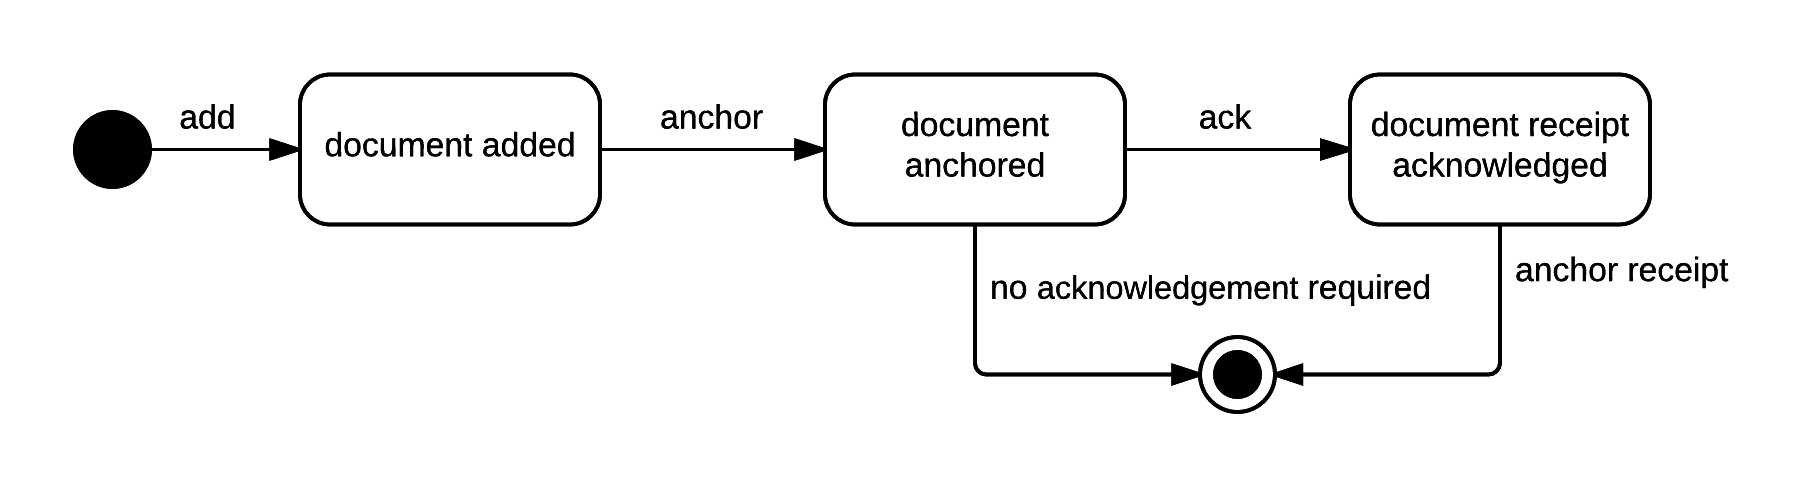 add
document added
anchor
document
anchored
ack
document receipt
acknowledged
no acknowledgement required
anchor receipt